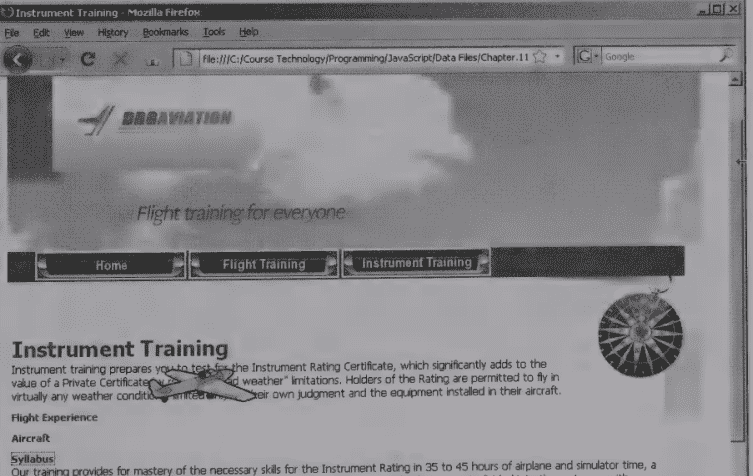 Instrument Training - Mozilla Firefox
File Edit View History Bookmarks Tools Help
file:///C:/Course Technology/Programming/JavaScript/Data Files/Chapter.11
Google
AVIATION
Flight training for everyone
Home Flight Training Instrument Training
Instrument Training
Instrument training prepares you to test for the Instrument Rating Certificate, which significantly adds to the
value of a Private Certificate weather" limitations. Holders of the Rating are permitted to fly in
virtually any weather their own judgment and the equipment installed in their aircraft.
Flight Experience
Aircraft
Syllabus
Our training provides for mastery of the necessary skills for the Instrument Rating in 35 to 45 hours of airplane and simulator time, a